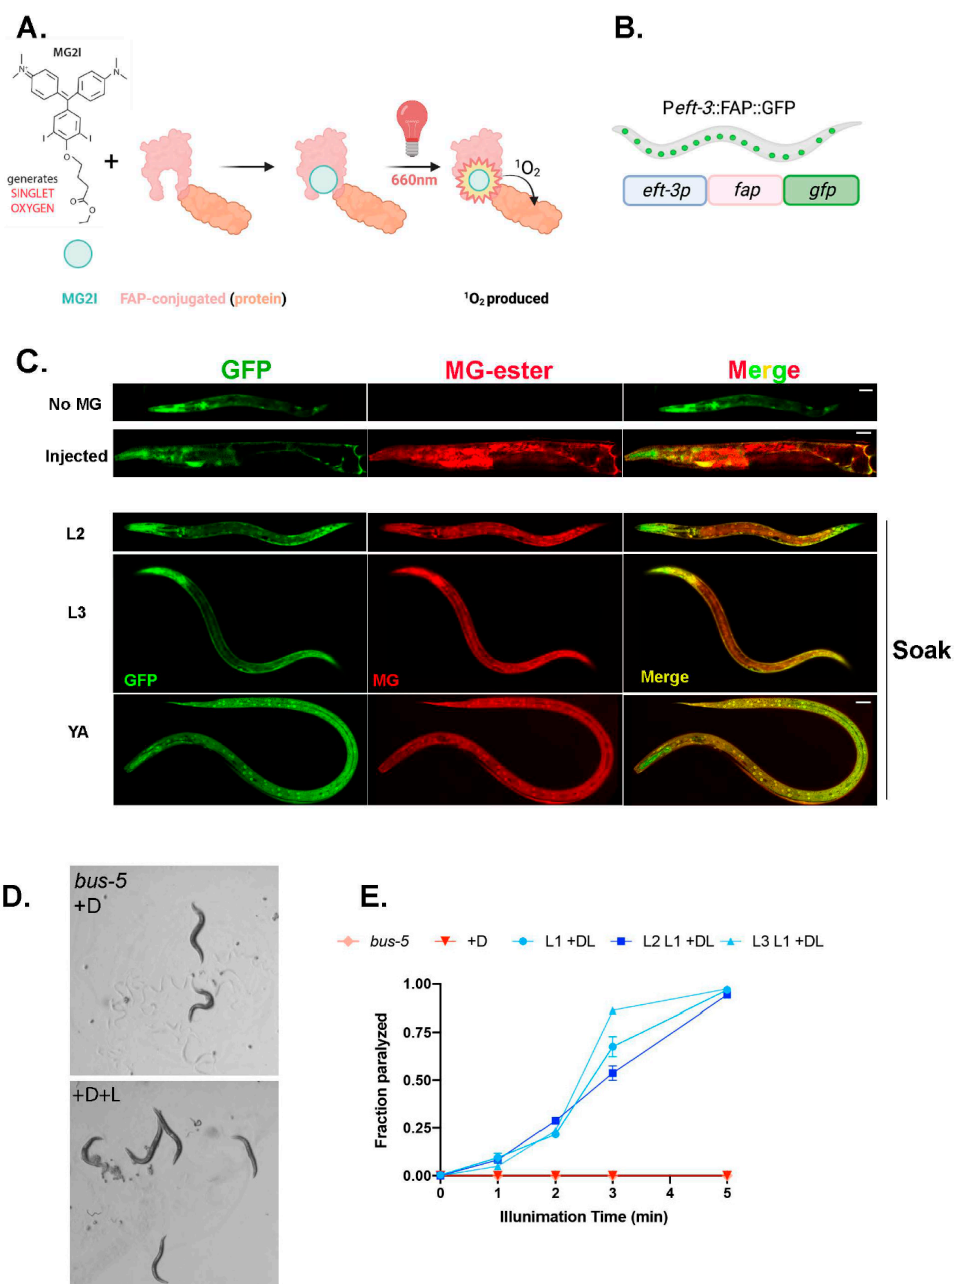 A.
MG2I
N⁺
N
I
I
O
O
O
generates
SINGLET
OXYGEN
+
660nm
¹O₂
MG2I
FAP-conjugated (protein)
¹O₂ produced
B.
Peft-3::FAP::GFP
eft-3p
fap
gfp
C.
GFP
MG-ester
Merge
No MG
Injected
L2
L3
GFP
MG
Merge
YA
Soak
D.
bus-5
+D
+D+L
E.
bus-5
+D
L1 +DL
L2 L1 +DL
L3 L1 +DL
Fraction paralyzed
1.00
0.75
0.50
0.25
0.00
0 1 2 3 4 5
Illunimation Time (min)